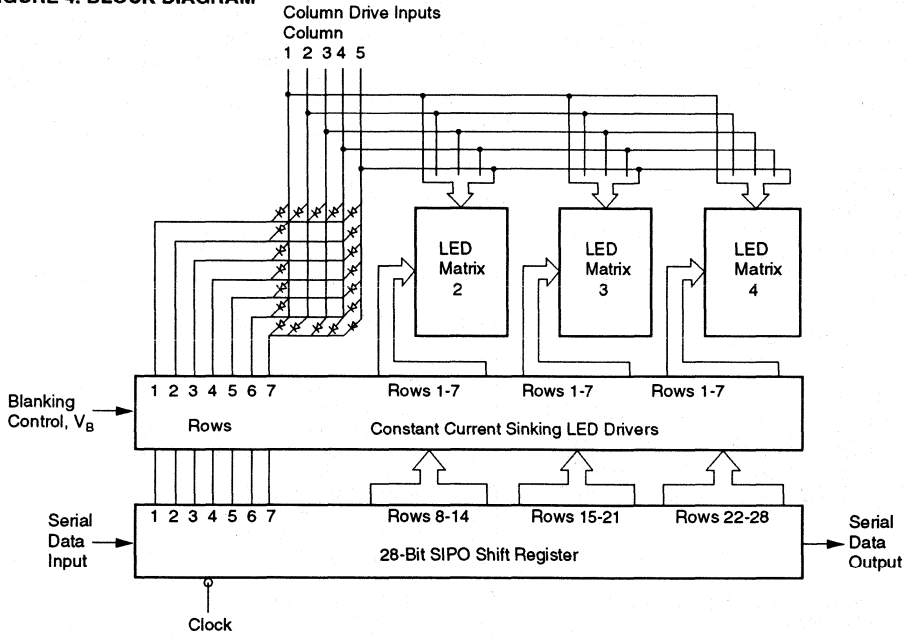 FIGURE 4. BLOCK DIAGRAM
Column Drive Inputs
Column
1 2 3 4 5
LED
Matrix
2
LED
Matrix
3
LED
Matrix
4
1 2 3 4 5 6 7
Rows 1-7
Rows 1-7
Rows 1-7
Blanking
Control, VB
Rows
Constant Current Sinking LED Drivers
1 2 3 4 5 6 7
Rows 8-14
Rows 15-21
Rows 22-28
Serial
Data
Input
28-Bit SIPO Shift Register
Serial
Data
Output
Clock